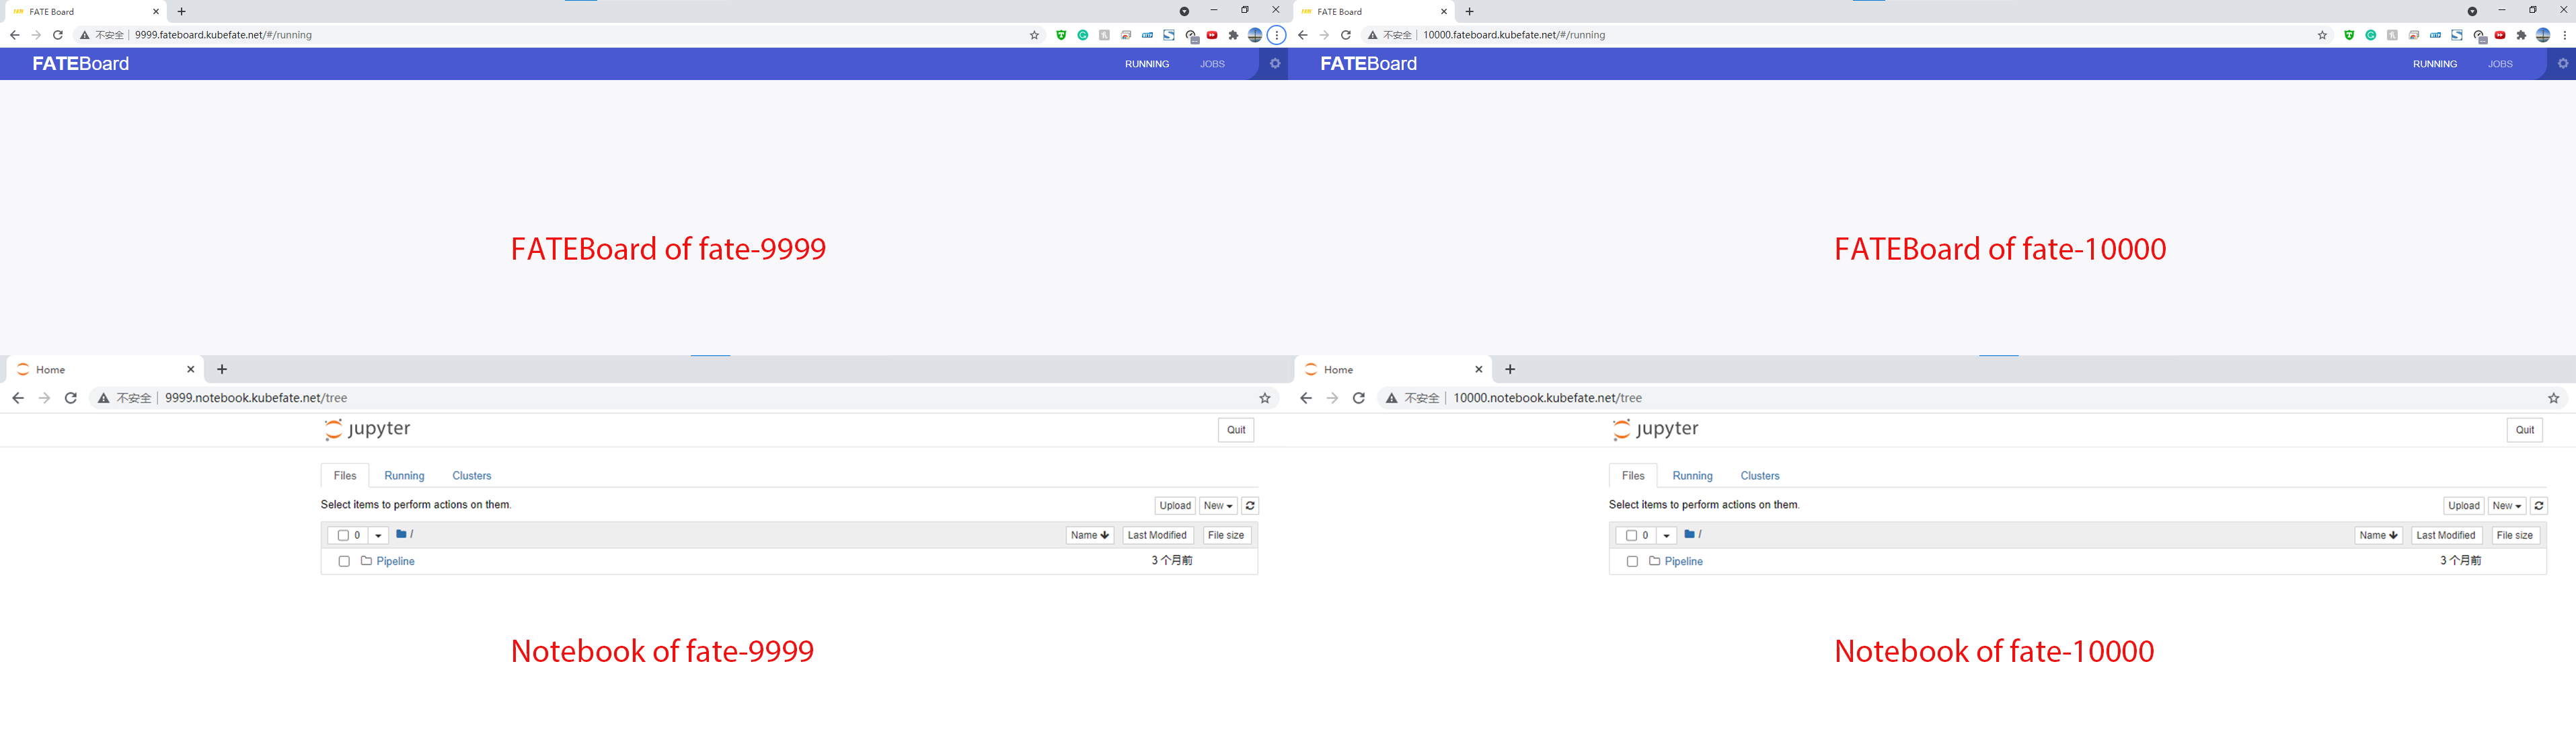 FATE Board
不安全 | 9999.fateboard.kubefate.net/#/running
FATEBoard
RUNNING JOBS
FATEBoard of fate-9999
FATE Board
不安全 | 10000.fateboard.kubefate.net/#/running
FATEBoard
RUNNING JOBS
FATEBoard of fate-10000
Home
不安全 | 9999.notebook.kubefate.net/tree
jupyter
Quit
Files Running Clusters
Select items to perform actions on them.
Upload New
0 / Name Last Modified File size
Pipeline 3 个月前
Notebook of fate-9999
Home
不安全 | 10000.notebook.kubefate.net/tree
jupyter
Quit
Files Running Clusters
Select items to perform actions on them.
Upload New
0 / Name Last Modified File size
Pipeline 3 个月前
Notebook of fate-10000